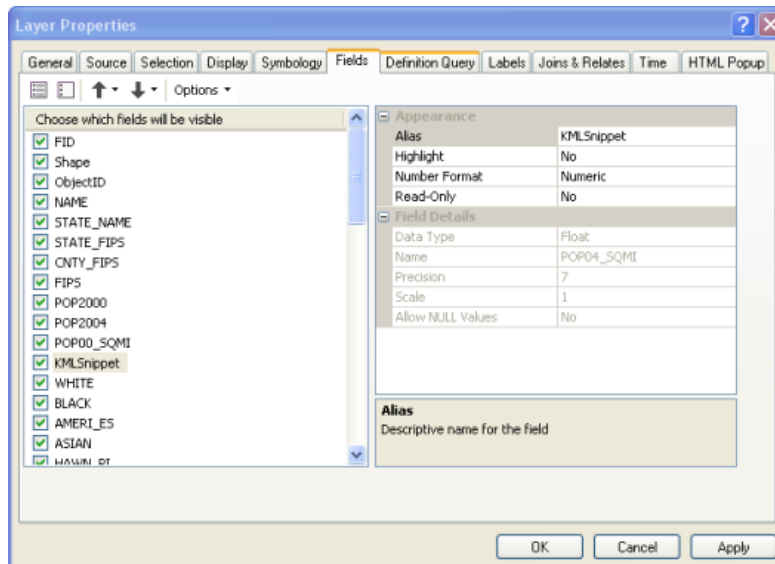 Layer Properties
General Source Selection Display Symbology Fields Definition Query Labels Joins & Relates Time HTML Popup
Options
Choose which fields will be visible
FID
Shape
ObjectID
NAME
STATE_NAME
STATE_FIPS
CNTY_FIPS
FIPS
POP2000
POP2004
POP00_SQMI
KMLSnippet
WHITE
BLACK
AMERI_ES
ASIAN
HAWN_PI
Appearance
Alias KMLSnippet
Highlight No
Number Format Numeric
Read-Only No
Field Details
Data Type Float
Name POP04_SQMI
Precision 7
Scale 1
Allow NULL Values No
Alias
Descriptive name for the field
OK Cancel Apply